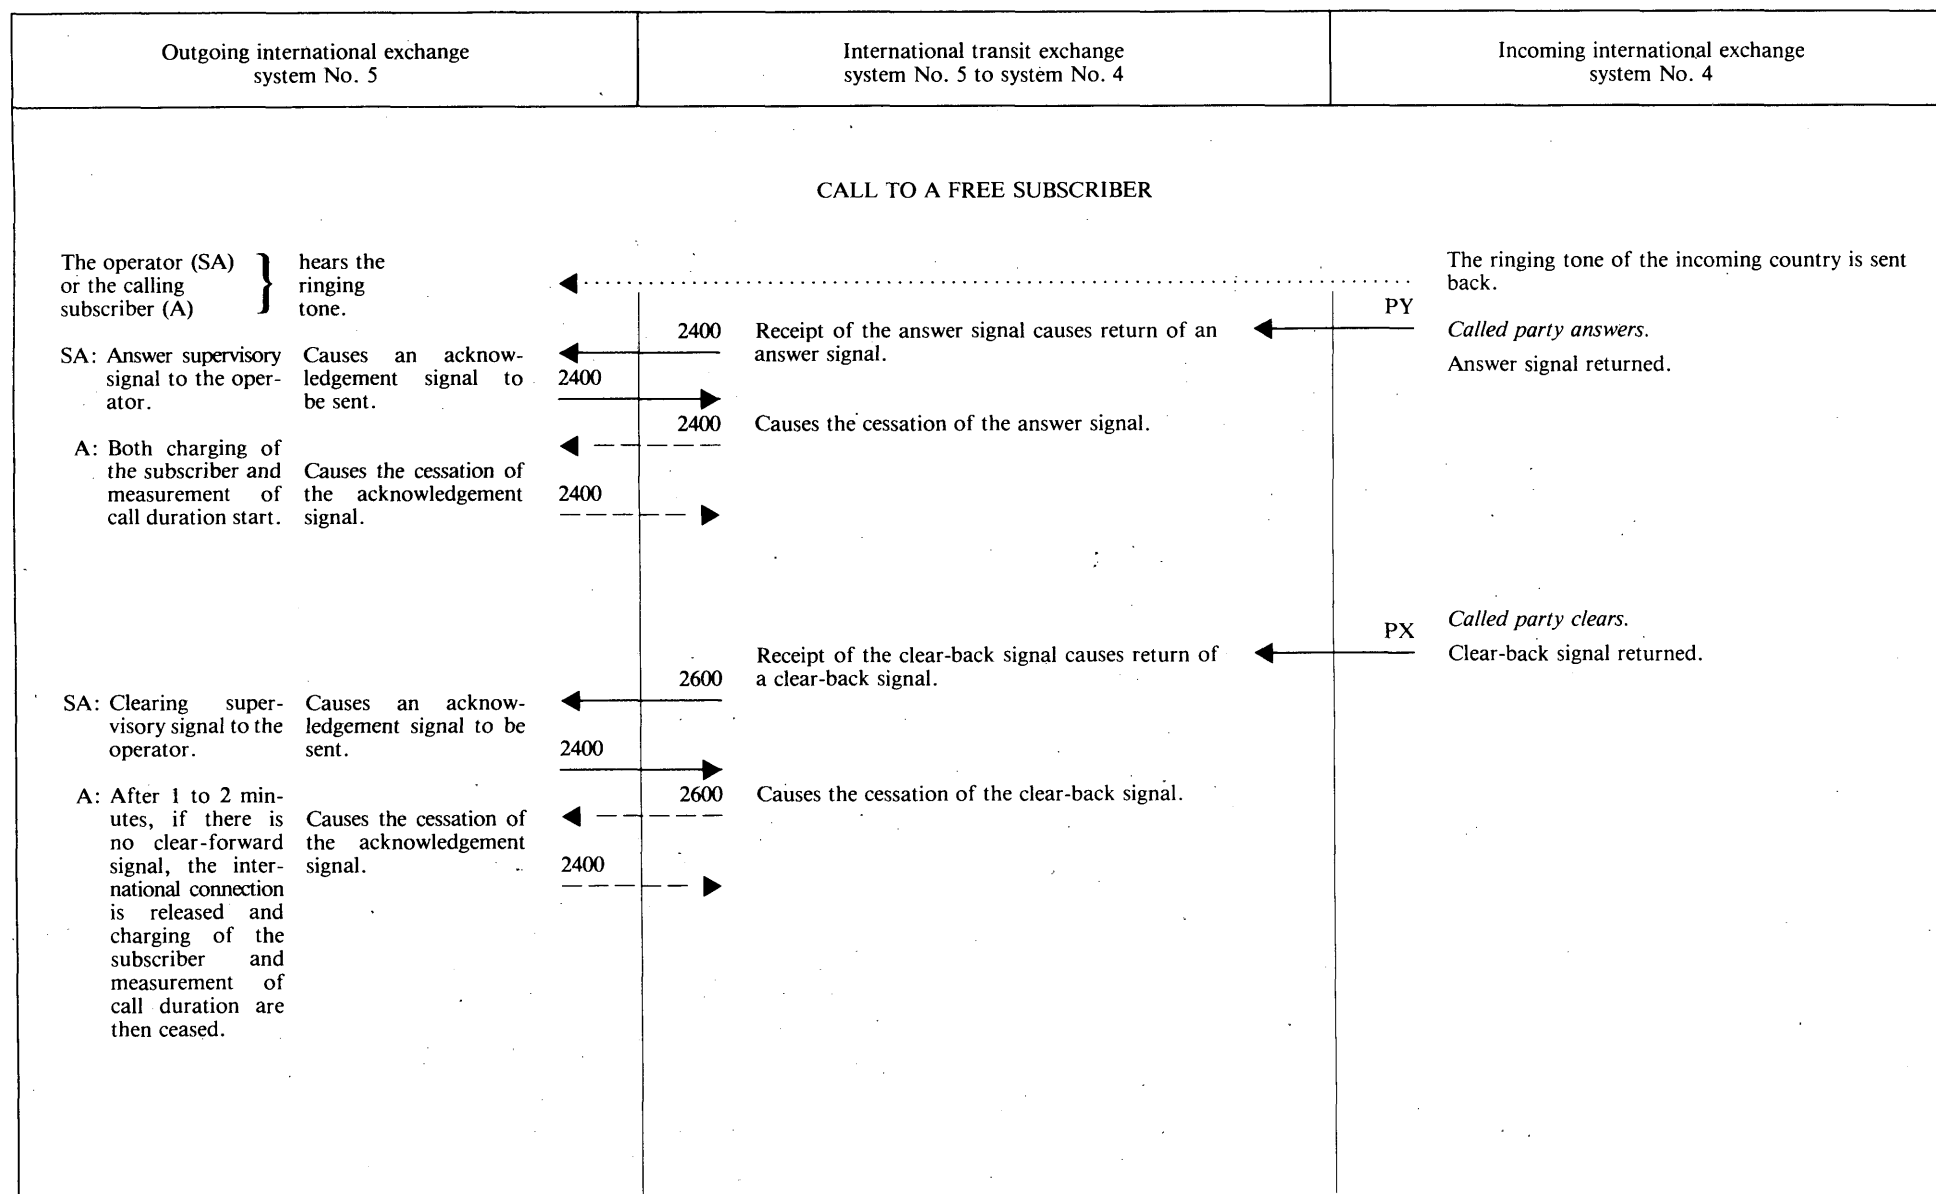 Outgoing international exchange
system No. 5
International transit exchange
system No. 5 to system No. 4
Incoming international exchange
system No. 4
CALL TO A FREE SUBSCRIBER
The operator (SA)
or the calling
subscriber (A)
}
hears the
ringing
tone.
The ringing tone of the incoming country is sent
back.
PY
Called party answers.
Answer signal returned.
2400
Receipt of the answer signal causes return of an
answer signal.
SA: Answer supervisory
signal to the oper-
ator.
Causes an acknow-
ledgement signal to
be sent.
2400
2400
Causes the cessation of the answer signal.
A: Both charging of
the subscriber and
measurement of
call duration start.
Causes the cessation of
the acknowledgement
signal.
2400
PX
Called party clears.
Clear-back signal returned.
Receipt of the clear-back signal causes return of
a clear-back signal.
2600
SA: Clearing super-
visory signal to the
operator.
Causes an acknow-
ledgement signal to be
sent.
2400
2600
Causes the cessation of the clear-back signal.
A: After 1 to 2 min-
utes, if there is
no clear-forward
signal, the inter-
national connection
is released and
charging of the
subscriber and
measurement of
call duration are
then ceased.
Causes the cessation of
the acknowledgement
signal.
2400